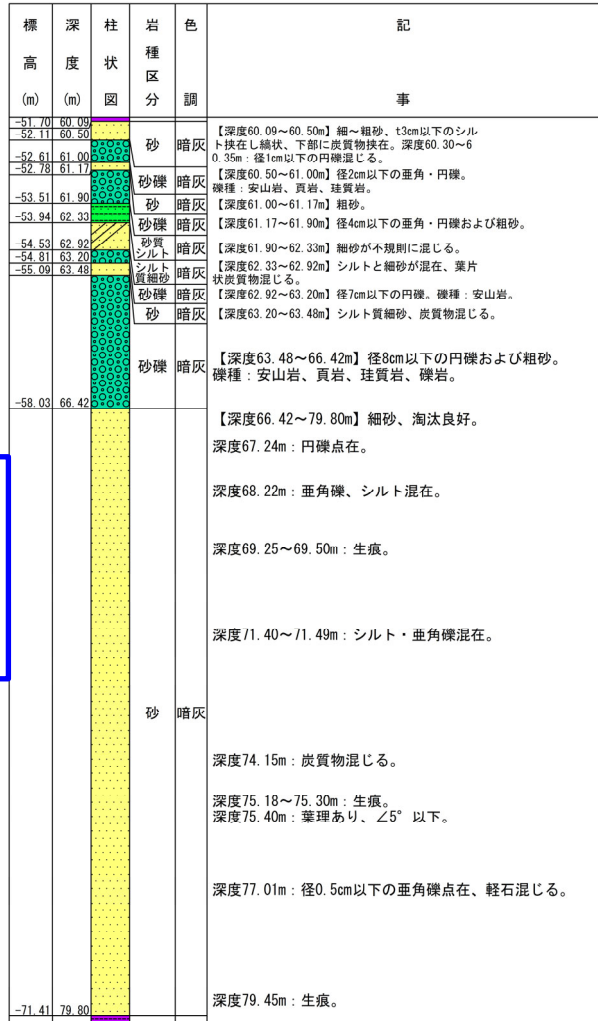 標高(m) 深度(m) 柱状図 岩種区分 色調 記事
-51.70 60.09
-52.11 60.50 砂 暗灰 【深度60.09～60.50m】細～粗砂、t3cm以下のシル
ト挟在し縞状、下部に炭質物挟在。深度60.30～6
0.35m：径1cm以下の円礫混じる。
-52.61 61.00 砂礫 暗灰 【深度60.50～61.00m】径2cm以下の亜角・円礫。
礫種：安山岩、頁岩、珪質岩。
-52.78 61.17 砂 暗灰 【深度61.00～61.17m】粗砂。
-53.51 61.90 砂礫 暗灰 【深度61.17～61.90m】径4cm以下の亜角・円礫および粗砂。
-53.94 62.33 砂質シルト 暗灰 【深度61.90～62.33m】細砂が不規則に混じる。
54.53 62.92 シルト質細砂 暗灰 【深度62.33～62.92m】シルトと細砂が混在、葉片
状炭質物混じる。
-54.81 63.20 砂礫 暗灰 【深度62.92～63.20m】径7cm以下の円礫。礫種：安山岩。
-55.09 63.48 砂 暗灰 【深度63.20～63.48m】シルト質細砂、炭質物混じる。
-58.03 66.42 砂礫 暗灰 【深度63.48～66.42m】径8cm以下の円礫および粗砂。
礫種：安山岩、頁岩、珪質岩、礫岩。
-71.41 79.80 砂 暗灰 【深度66.42～79.80m】細砂、淘汰良好。
深度67.24m：円礫点在。
深度68.22m：亜角礫、シルト混在。
深度69.25～69.50m：生痕。
深度71.40～71.49m：シルト・亜角礫混在。
深度74.15m：炭質物混じる。
深度75.18～75.30m：生痕。
深度75.40m：葉理あり、∠5°以下。
深度77.01m：径0.5cm以下の亜角礫点在、軽石混じる。
深度79.45m：生痕。